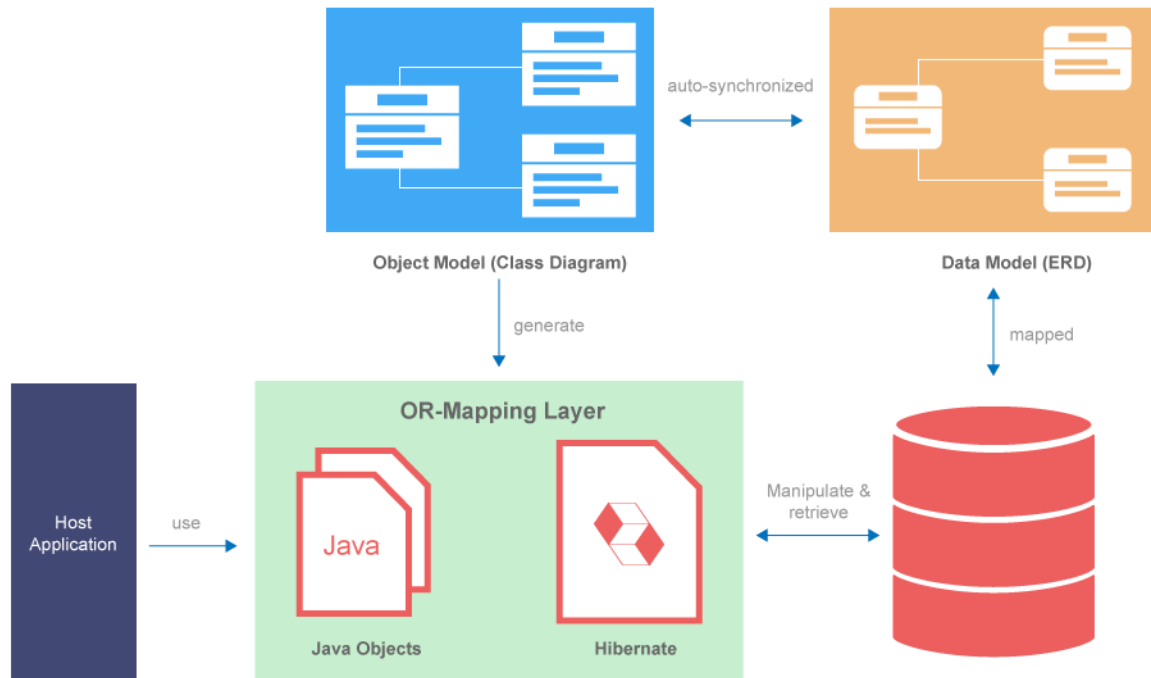 auto-synchronized
Object Model (Class Diagram)
Data Model (ERD)
generate
mapped
OR-Mapping Layer
Host
Application
use
Java
Java Objects
Hibernate
Manipulate &
retrieve